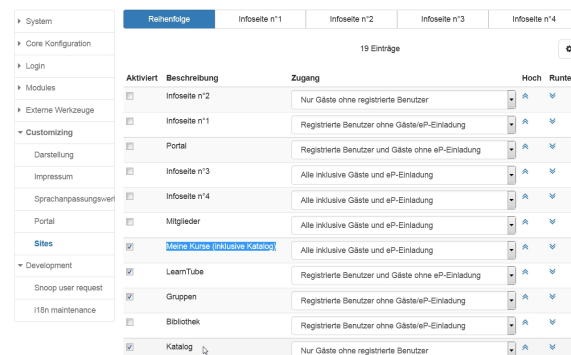 System
Core Konfiguration
Login
Modules
Externe Werkzeuge
Customizing
Darstellung
Impressum
Sprachanpassungswerk
Portal
Sites
Development
Snoop user request
I18n maintenance
Reihenfolge Infoseite n°1 Infoseite n°2 Infoseite n°3 Infoseite n°4
19 Einträge
Aktiviert Beschreibung Zugang Hoch Runte
Infoseite n°2 Nur Gäste ohne registrierte Benutzer
Infoseite n°1 Registrierte Benutzer ohne Gäste/eP-Einladung
Portal Registrierte Benutzer und Gäste ohne eP-Einladung
Infoseite n°3 Alle inklusive Gäste und eP-Einladung
Infoseite n°4 Alle inklusive Gäste und eP-Einladung
Mitglieder Alle inklusive Gäste und eP-Einladung
Meine Kurse (inklusive Katalog) Alle inklusive Gäste und eP-Einladung
LearnTube Registrierte Benutzer und Gäste ohne eP-Einladung
Gruppen Registrierte Benutzer ohne Gäste/eP-Einladung
Bibliothek Registrierte Benutzer ohne Gäste/eP-Einladung
Katalog Nur Gäste ohne registrierte Benutzer